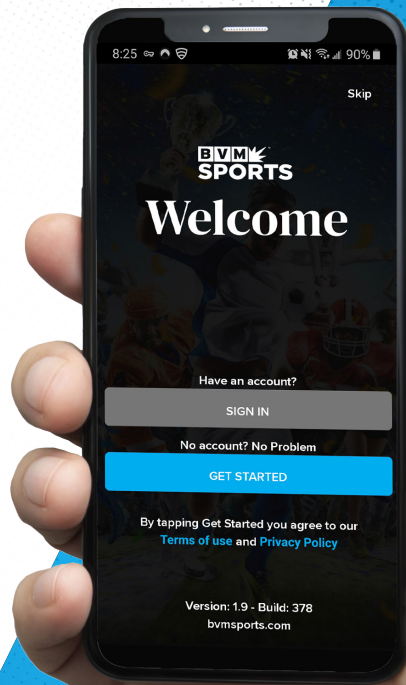 8:25 90%
Skip
BVM
SPORTS
Welcome
Have an account?
SIGN IN
No account? No Problem
GET STARTED
By tapping Get Started you agree to our
Terms of use and Privacy Policy
Version: 1.9 - Build: 378
bvmsports.com